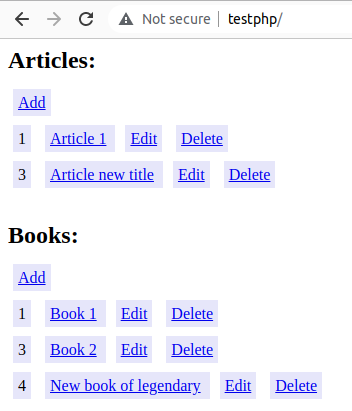 Not secure testphp/
Articles:
Add
1 Article 1 Edit Delete
3 Article new title Edit Delete
Books:
Add
1 Book 1 Edit Delete
3 Book 2 Edit Delete
4 New book of legendary Edit Delete